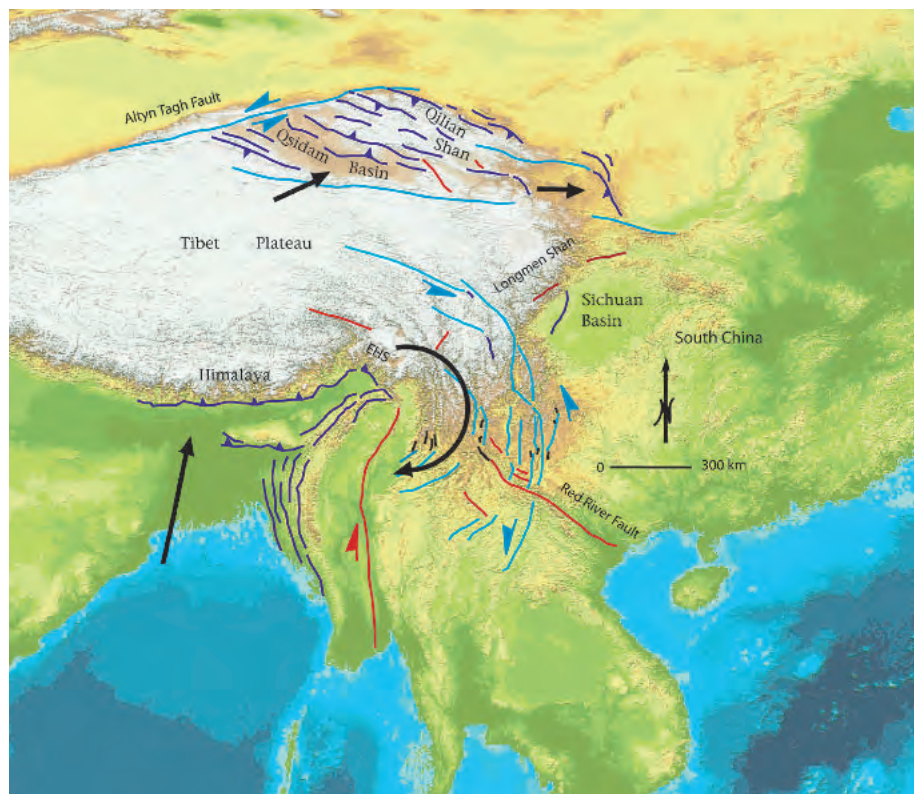 Altyn Tagh Fault
Qilian
Shan
Qsidam
Basin
Tibet Plateau
Longmen Shan
Sichuan
Basin
South China
EHS
Himalaya
N
0 300 km
Red River Fault